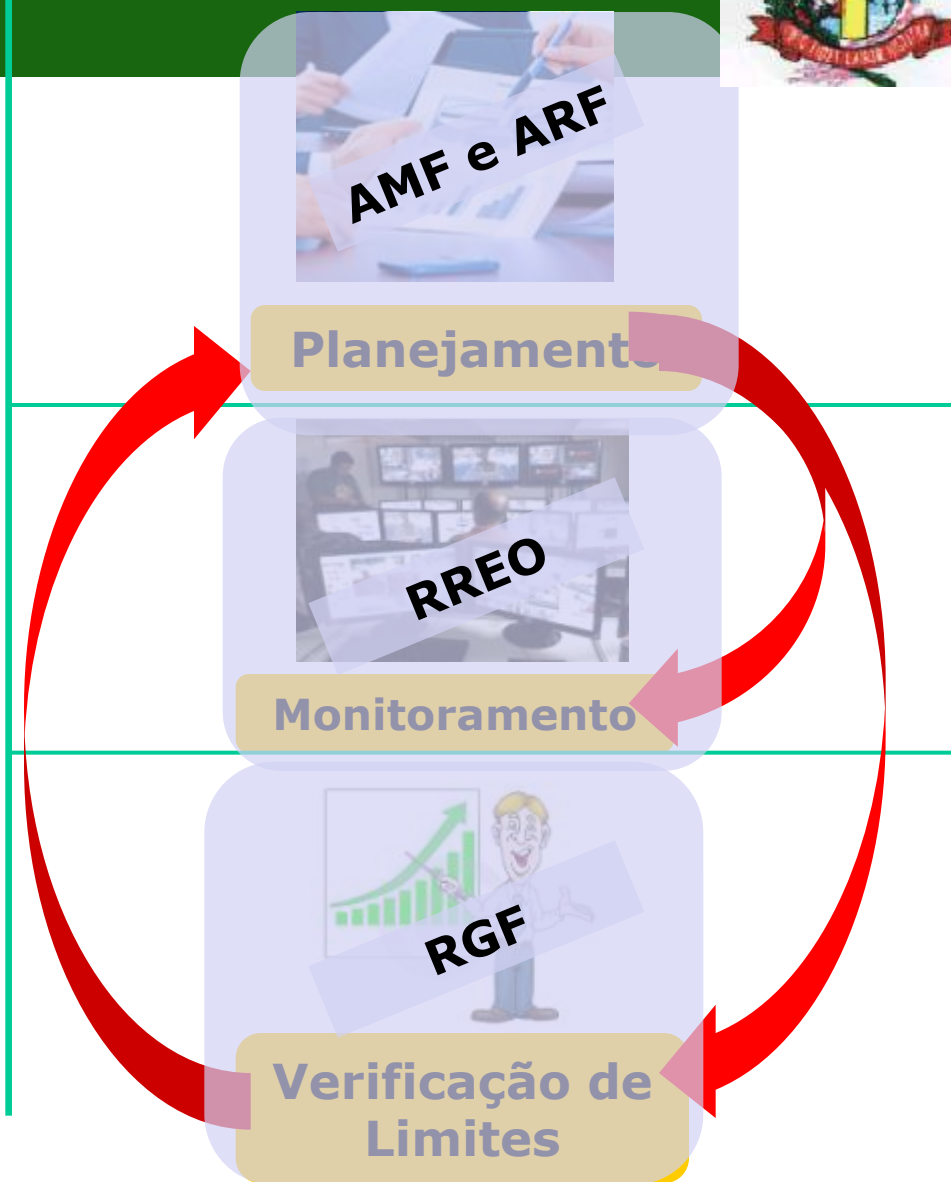 AMF e ARF
Planejamento
RREO
Monitoramento
RGF
Verificação de
Limites